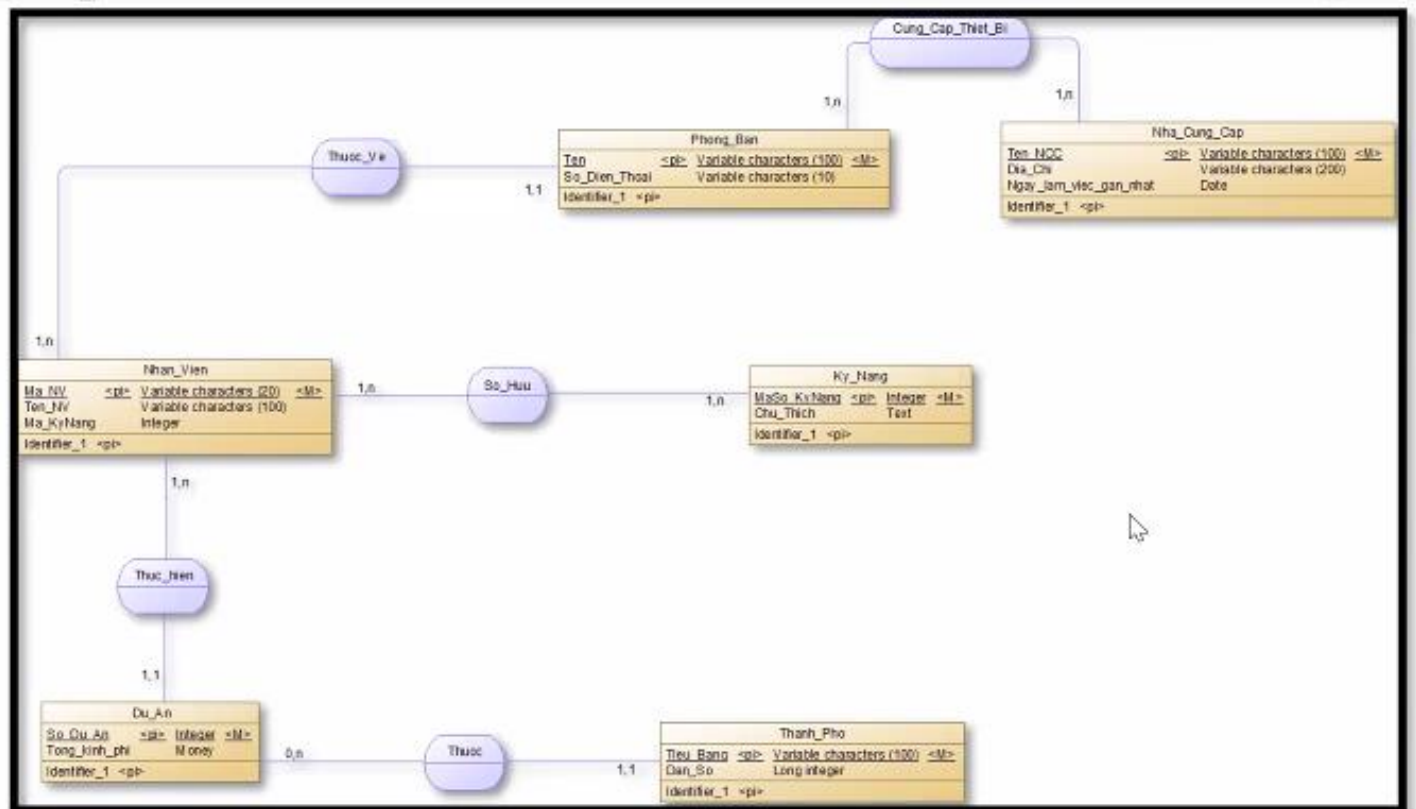 Cung_Cap_Thiet_Bi
1,n
1,n
Phong_Ban
Ten <pi> Variable characters (100) <M>
So_Dien_Thoai Variable characters (10)
Identifier_1 <pi>
Nha_Cung_Cap
Ten_NCC <pi> Variable characters (100) <M>
Dia_Chi Variable characters (200)
Ngay_lam_viec_gan_nhat Date
Identifier_1 <pi>
Thuoc_Ve
1,1
1,n
Nhan_Vien
Ma_NV <pi> Variable characters (20) <M>
Ten_NV Variable characters (100)
Ma_KyNang Integer
Identifier_1 <pi>
1,n
So_Huu
1,n
Ky_Nang
MaSo_KyNang <pi> Integer <M>
Chu_Thich Text
Identifier_1 <pi>
1,n
Thuc_hien
1,1
Du_An
So_Du_An <pi> Integer <M>
Tong_kinh_phi Money
Identifier_1 <pi>
0,n
Thuoc
1,1
Thanh_Pho
Tieu_Bang <pi> Variable characters (100) <M>
Dan_So Long integer
Identifier_1 <pi>